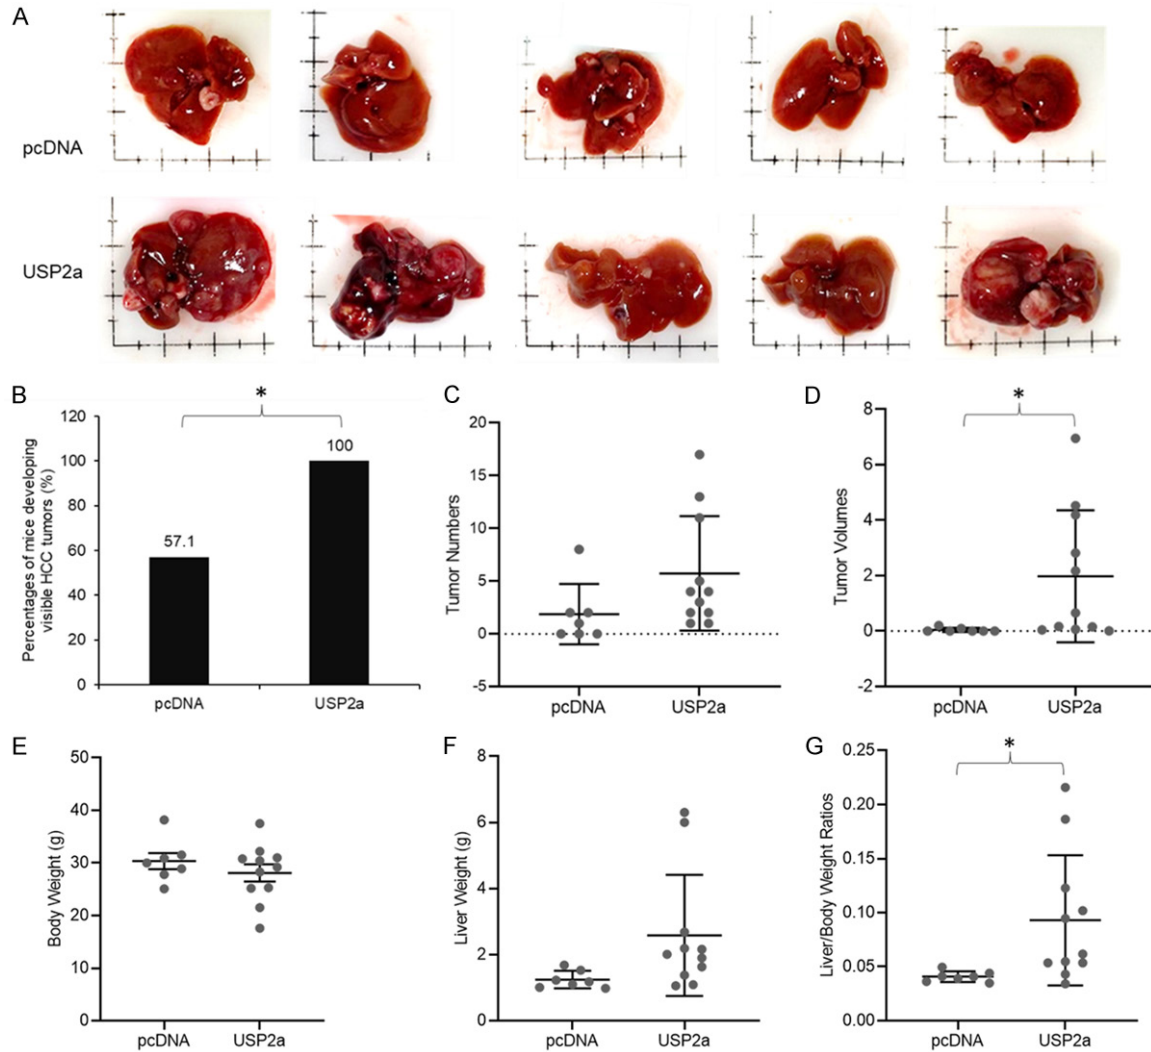 A
pcDNA
USP2a
B
*
Percentages of mice developing
visible HCC tumors (%)
120
100
80
60
40
20
0
57.1
100
pcDNA
USP2a
C
Tumor Numbers
20
15
10
5
0
-5
pcDNA
USP2a
D
*
Tumor Volumes
8
6
4
2
0
-2
pcDNA
USP2a
E
Body Weight (g)
50
40
30
20
10
0
pcDNA
USP2a
F
Liver Weight (g)
8
6
4
2
0
pcDNA
USP2a
G
*
Liver/Body Weight Ratios
0.25
0.20
0.15
0.10
0.05
0.00
pcDNA
USP2a